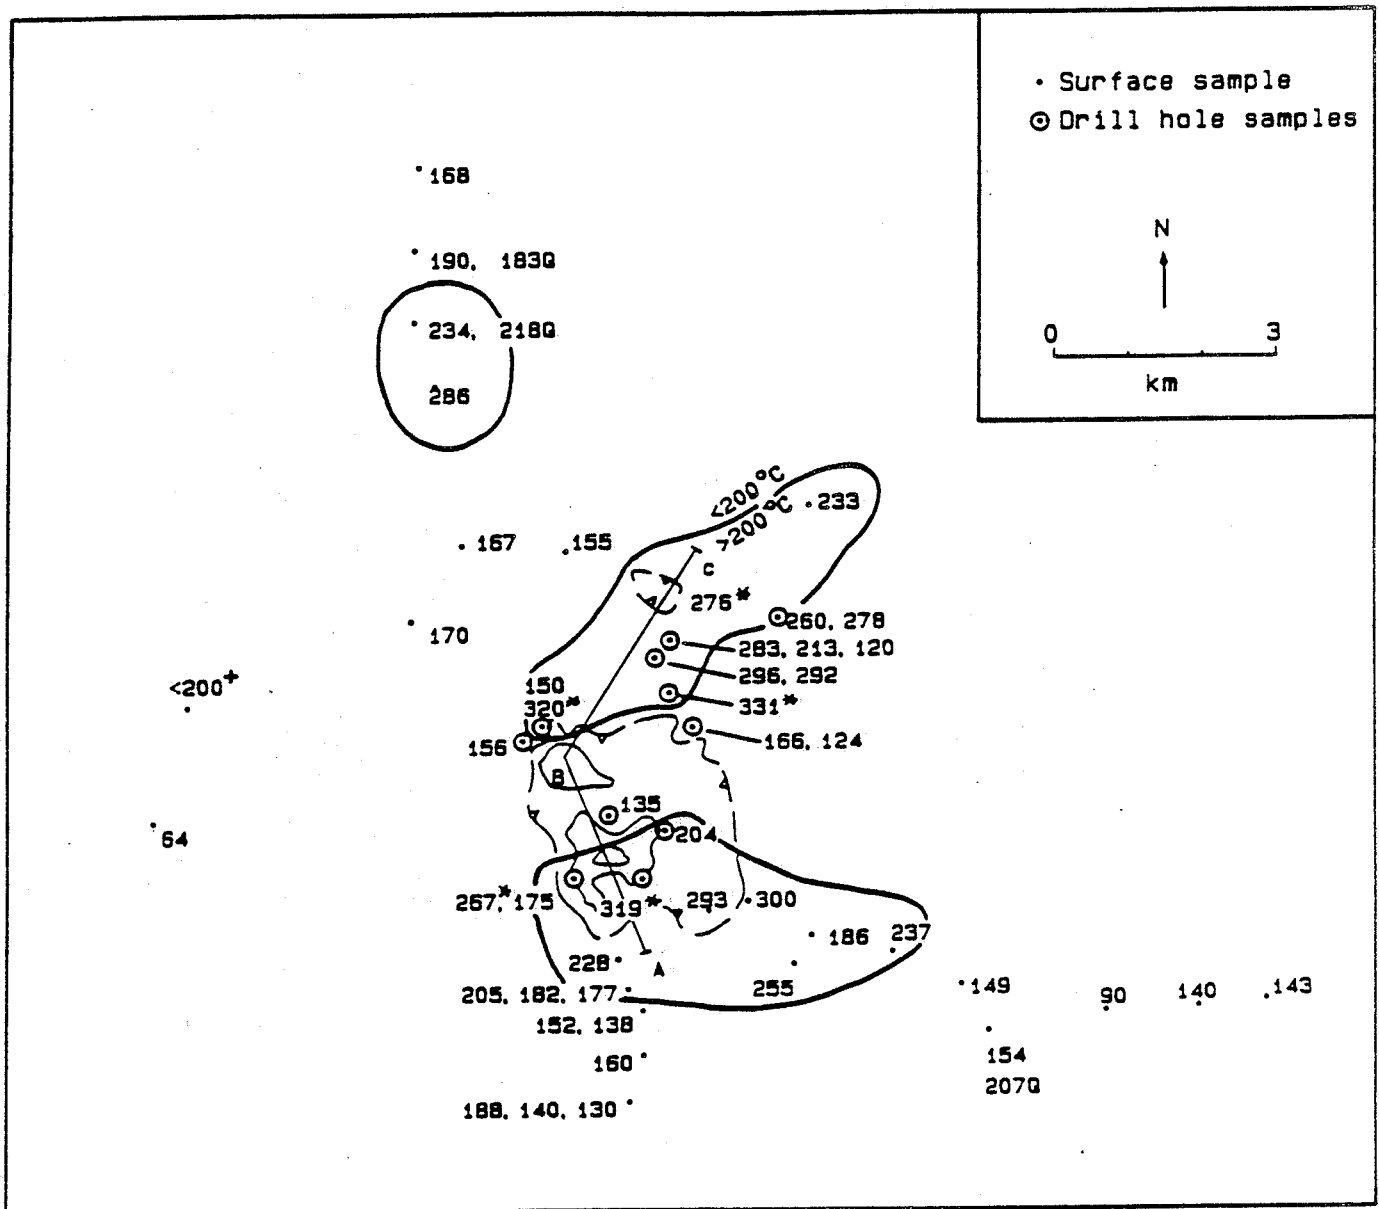 · Surface sample
⊙ Drill hole samples
N
0 3
km
168
190, 183Q
234, 218Q
286
<200°C
>200°C
233
167
155
C
276*
170
260, 278
283, 213, 120
296, 292
331*
<200+
150
320*
156
166, 124
B
135
204
64
267,* 175
319*
293
300
186
237
228
A
255
205, 182, 177
149
90
140
143
152, 138
160
154
207Q
188, 140, 130